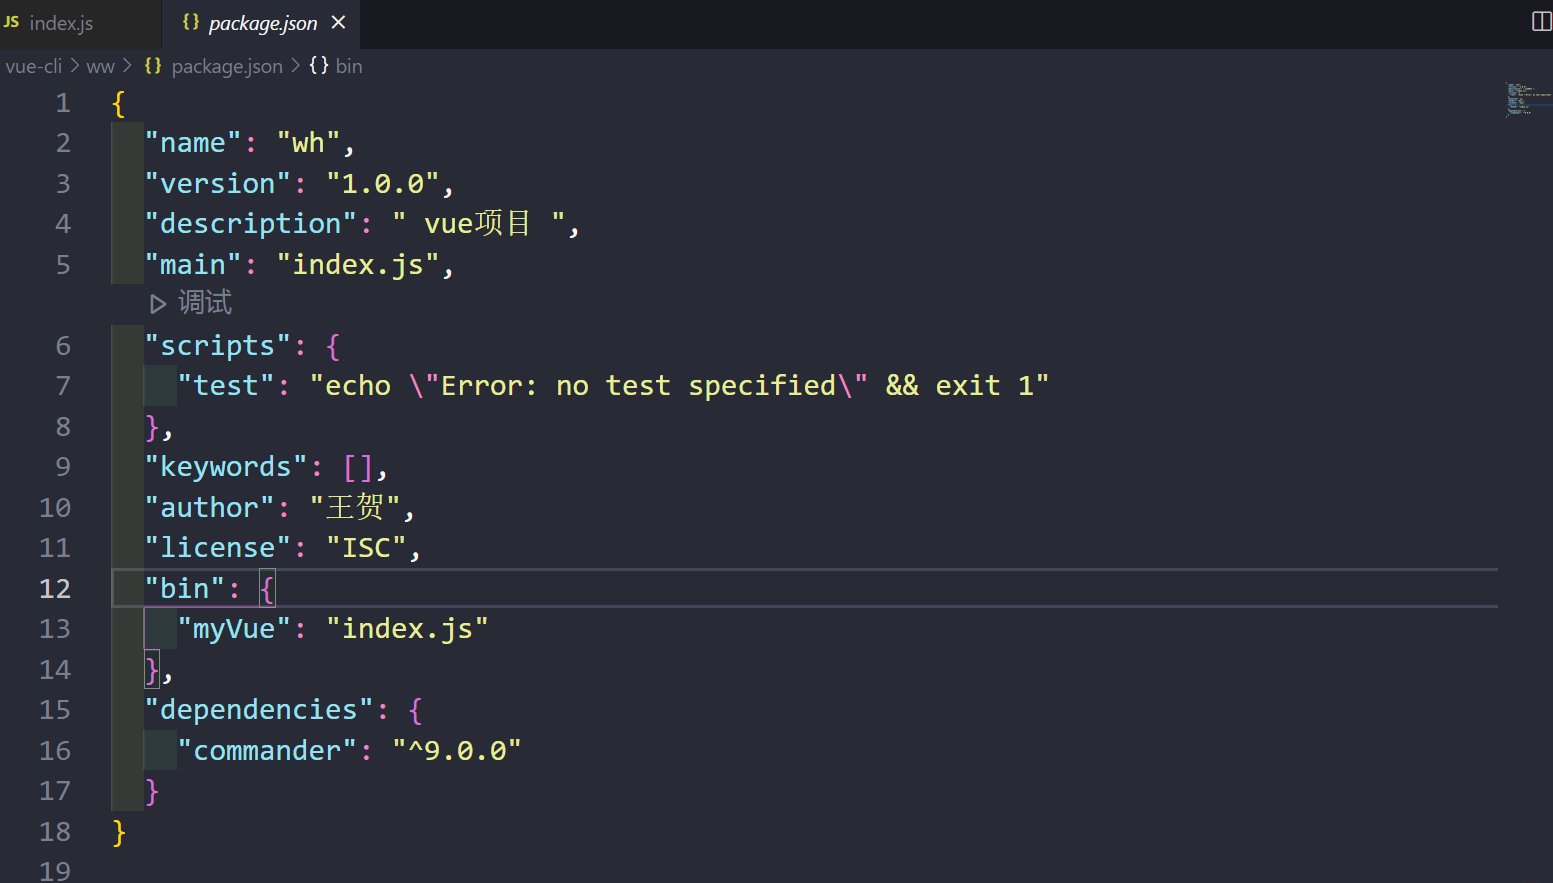 JS index.js {} package.json ×
vue-cli > ww > {} package.json > {} bin
1 {
2 "name": "wh",
3 "version": "1.0.0",
4 "description": " vue项目 ",
5 "main": "index.js",
调试
6 "scripts": {
7 "test": "echo \"Error: no test specified\" && exit 1"
8 },
9 "keywords": [],
10 "author": "王贺",
11 "license": "ISC",
12 "bin": {
13 "myVue": "index.js"
14 },
15 "dependencies": {
16 "commander": "^9.0.0"
17 }
18 }
19